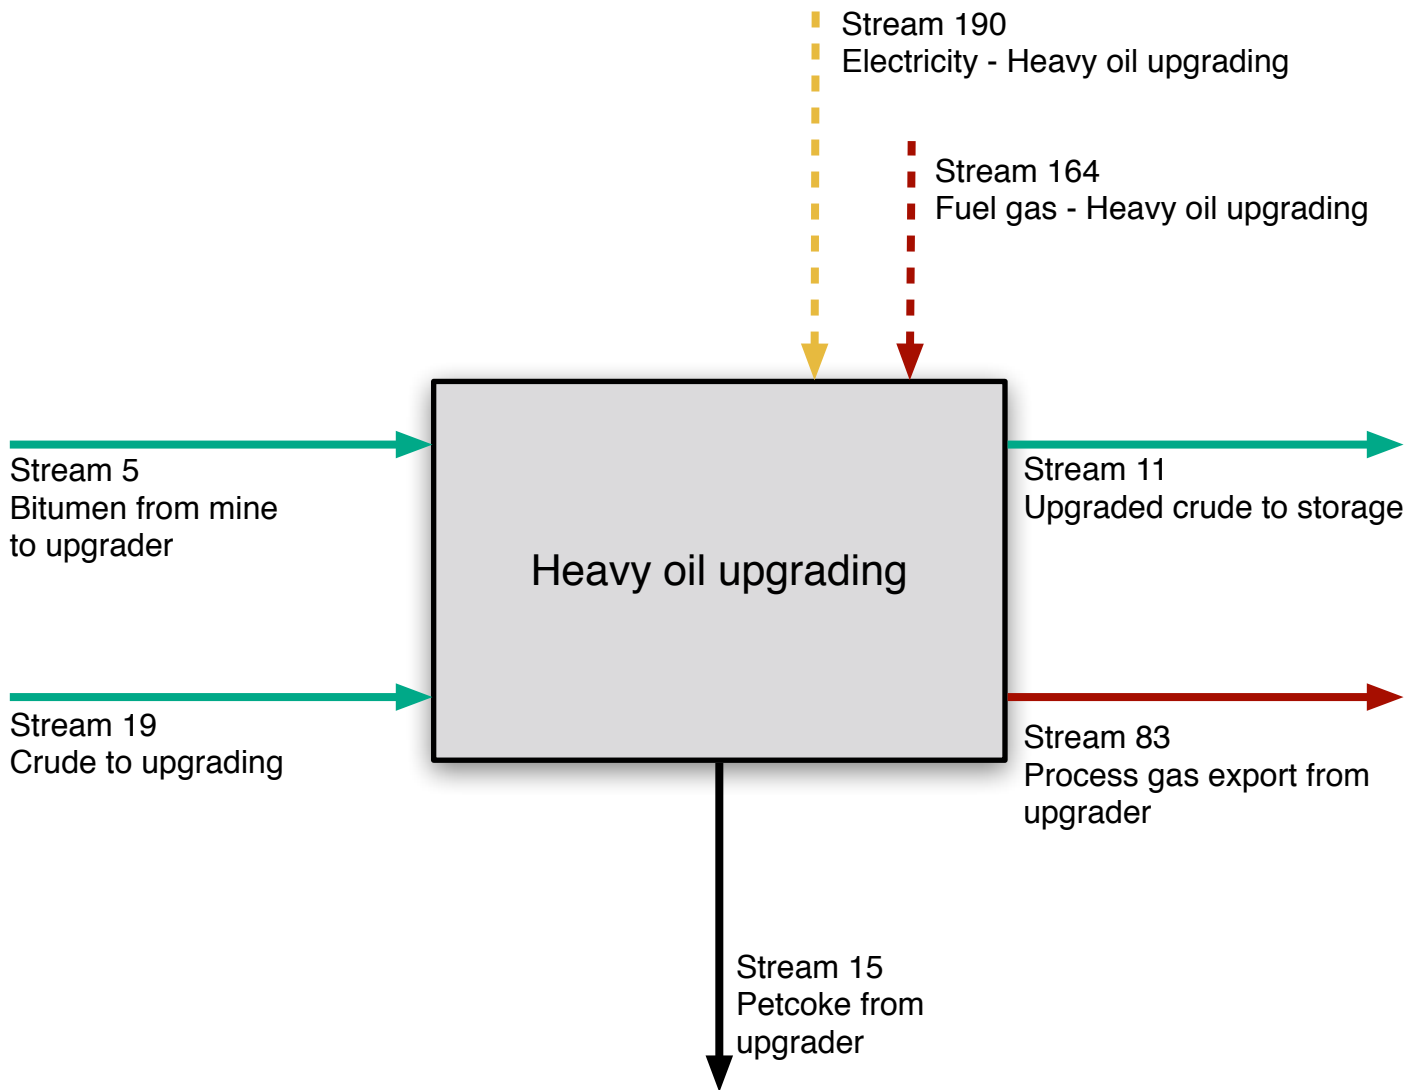 Stream 190
Electricity - Heavy oil upgrading
Stream 164
Fuel gas - Heavy oil upgrading
Stream 5
Bitumen from mine
to upgrader
Stream 11
Upgraded crude to storage
Heavy oil upgrading
Stream 19
Crude to upgrading
Stream 83
Process gas export from
upgrader
Stream 15
Petcoke from
upgrader